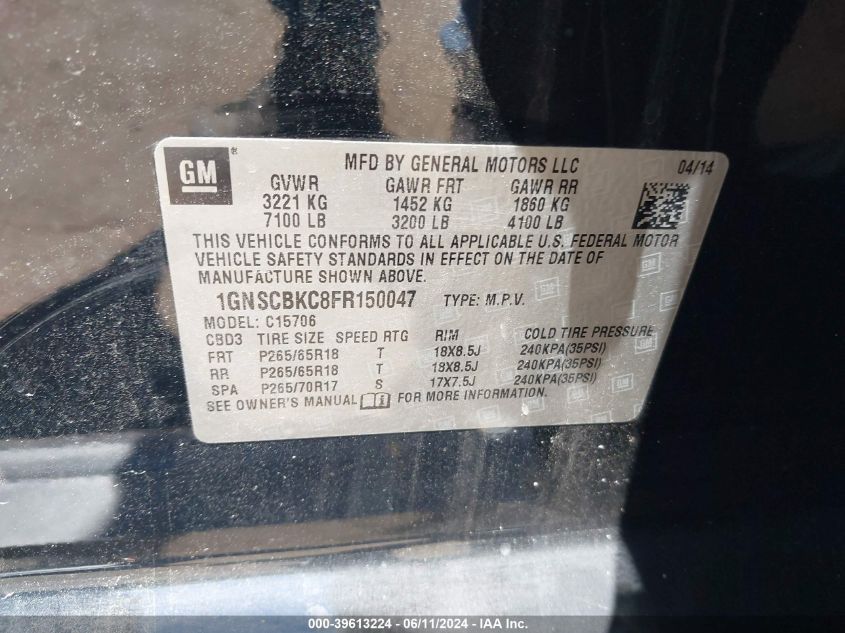 GM ® MFD BY GENERAL MOTORS LLC 04/14
GVWR GAWR FRT GAWR RR
3221 KG 1452 KG 1860 KG
7100 LB 3200 LB 4100 LB
THIS VEHICLE CONFORMS TO ALL APPLICABLE U.S. FEDERAL MOTOR
VEHICLE SAFETY STANDARDS IN EFFECT ON THE DATE OF
MANUFACTURE SHOWN ABOVE.
1GNSCBKC8FR150047 TYPE: M.P.V.
MODEL: C15706
CBD3 TIRE SIZE SPEED RTG RIM COLD TIRE PRESSURE
FRT P265/65R18 T 18X8.5J 240KPA(35PSI)
RR P265/65R18 T 18X8.5J 240KPA(35PSI)
SPA P265/70R17 S 17X7.5J 240KPA(35PSI)
SEE OWNER'S MANUAL FOR MORE INFORMATION.
000-39613224 - 06/11/2024 - IAA Inc.